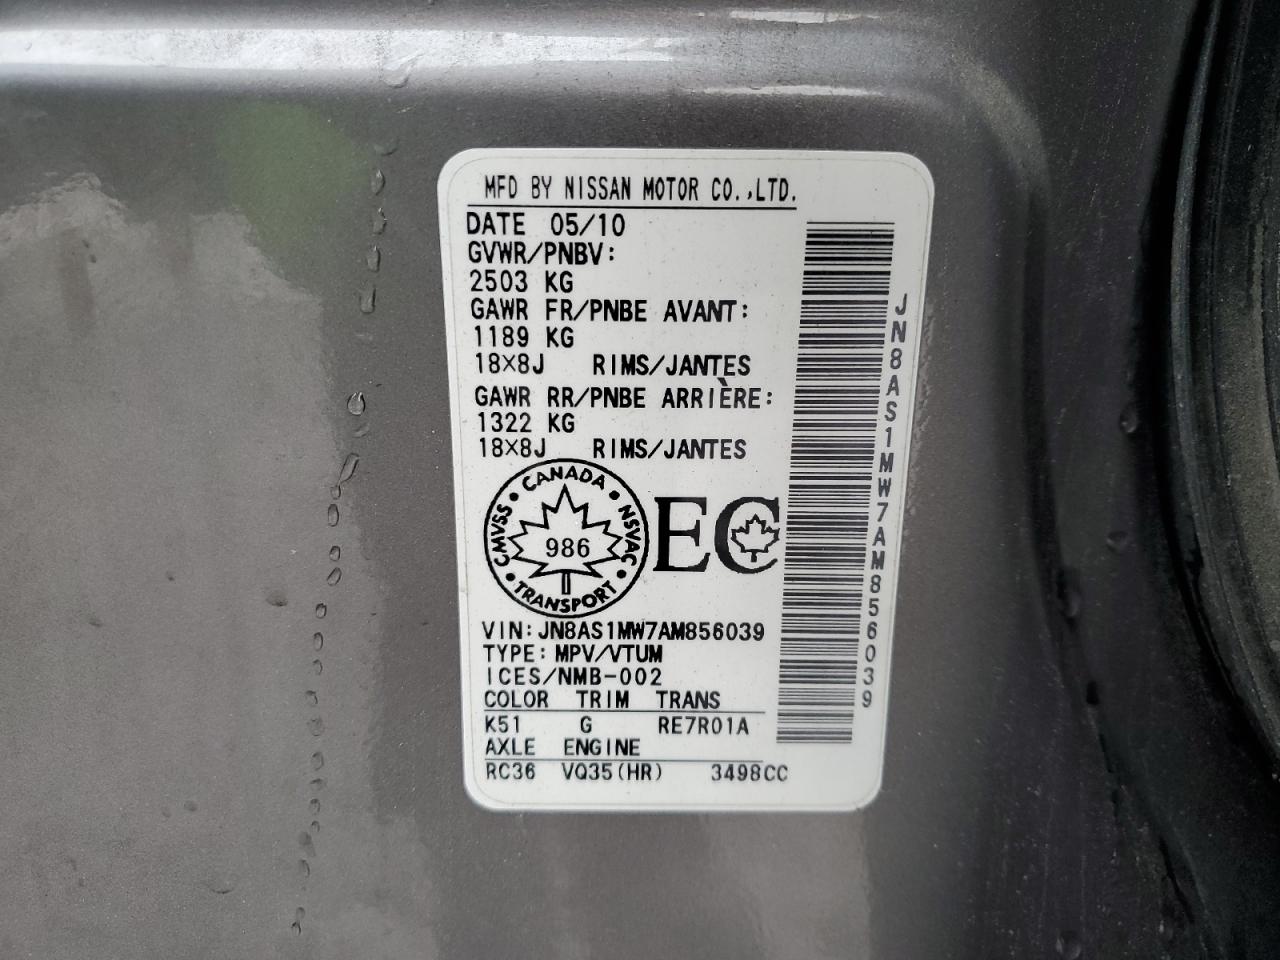 MFD BY NISSAN MOTOR CO.,LTD.
DATE 05/10
GVWR/PNBV:
2503 KG
GAWR FR/PNBE AVANT:
1189 KG
18×8J RIMS/JANTES
GAWR RR/PNBE ARRIÈRE:
1322 KG
18×8J RIMS/JANTES
CANADA • NSVAC • TRANSPORT • CMVSS •
986
EC
VIN:JN8AS1MW7AM856039
TYPE:MPV/VTUM
ICES/NMB-002
COLOR TRIM TRANS
K51 G RE7R01A
AXLE ENGINE
RC36 VQ35(HR) 3498CC
JN8AS1MW7AM856039